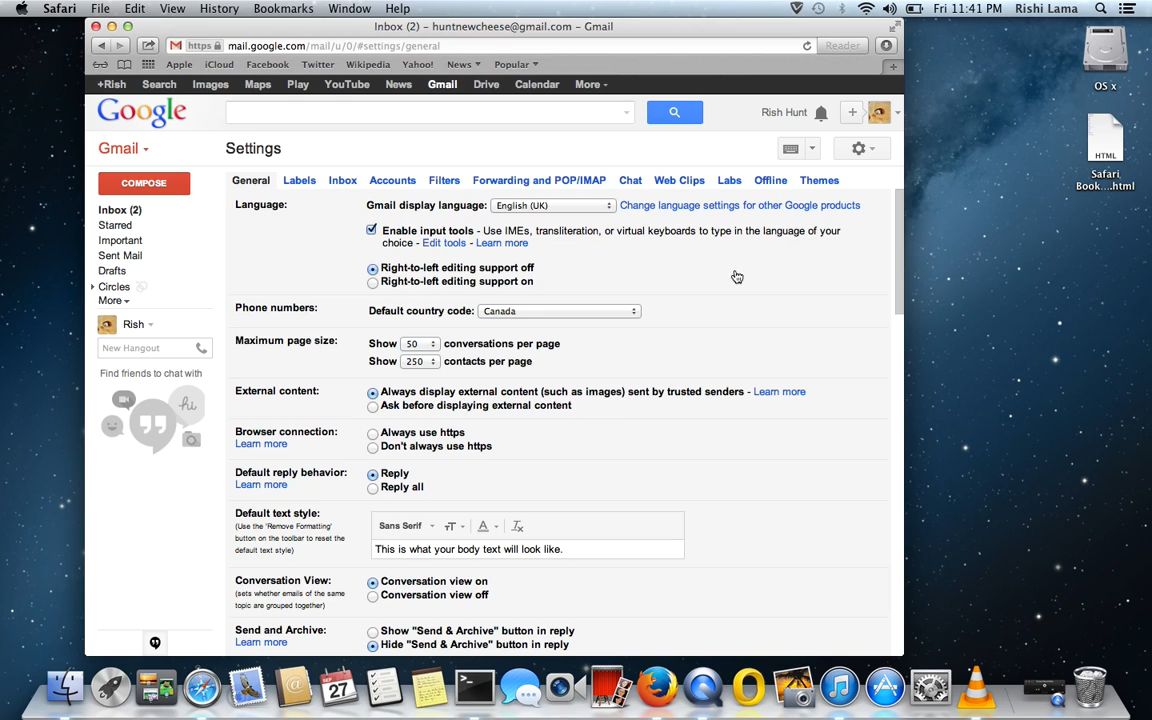 Safari File Edit View History Bookmarks Window Help Fri 11:41 PM Rishi Lama
Inbox (2) – huntnewcheese@gmail.com – Gmail
https mail.google.com/mail/u/0/#settings/general Reader
Apple iCloud Facebook Twitter Wikipedia Yahoo! News Popular
+Rish Search Images Maps Play YouTube News Gmail Drive Calendar More
Google Rish Hunt
Gmail Settings
COMPOSE
Inbox (2)
Starred
Important
Sent Mail
Drafts
Circles
More
Rish
New Hangout
Find friends to chat with
hi
General Labels Inbox Accounts Filters Forwarding and POP/IMAP Chat Web Clips Labs Offline Themes
Language: Gmail display language: English (UK) Change language settings for other Google products
Enable input tools - Use IMEs, transliteration, or virtual keyboards to type in the language of your
choice - Edit tools - Learn more
Right-to-left editing support off
Right-to-left editing support on
Phone numbers: Default country code: Canada
Maximum page size: Show 50 conversations per page
Show 250 contacts per page
External content: Always display external content (such as images) sent by trusted senders - Learn more
Ask before displaying external content
Browser connection: Always use https
Learn more Don't always use https
Default reply behavior: Reply
Learn more Reply all
Default text style:
(Use the 'Remove Formatting'
button on the toolbar to reset the
default text style)
Sans Serif
This is what your body text will look like.
Conversation View: Conversation view on
(sets whether emails of the same
topic are grouped together)
Conversation view off
Send and Archive: Show "Send & Archive" button in reply
Learn more Hide "Send & Archive" button in reply
OS x
HTML
Safari
Book....html
27